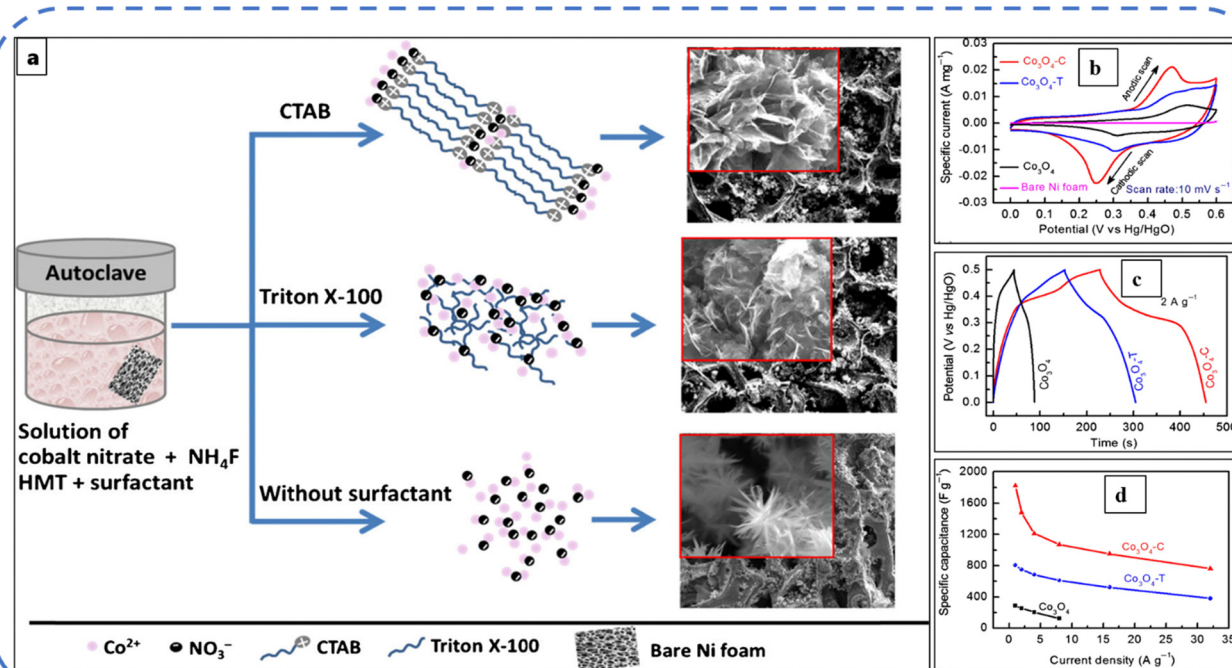 a
CTAB
Autoclave
Triton X-100
Solution of
cobalt nitrate + NH₄F
HMT + surfactant
Without surfactant
Co²⁺
NO₃⁻
CTAB
Triton X-100
Bare Ni foam
b
Co₃O₄-C
Co₃O₄-T
Anodic scan
Cathodic scan
Co₃O₄
Bare Ni foam
Scan rate:10 mV s⁻¹
Specific current (A mg⁻¹)
0.03
0.02
0.01
0.00
-0.01
-0.02
-0.03
0.0 0.1 0.2 0.3 0.4 0.5 0.6
Potential (V vs Hg/HgO)
c
2 A g⁻¹
Potential (V vs Hg/HgO)
0.5
0.4
0.3
0.2
0.1
0.0
Co₃O₄
Co₃O₄-T
Co₃O₄-C
0 100 200 300 400 500
Time (s)
d
Specific capacitance (F g⁻¹)
2000
1600
1200
800
400
0
Co₃O₄-C
Co₃O₄-T
Co₃O₄
0 5 10 15 20 25 30 35
Current density (A g⁻¹)